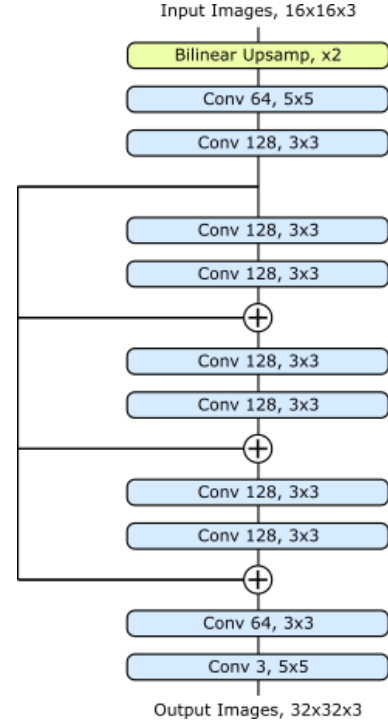 Input Images, 16x16x3
Bilinear Upsamp, x2
Conv 64, 5x5
Conv 128, 3x3
Conv 128, 3x3
Conv 128, 3x3
Conv 128, 3x3
Conv 128, 3x3
Conv 128, 3x3
Conv 128, 3x3
Conv 64, 3x3
Conv 3, 5x5
Output Images, 32x32x3